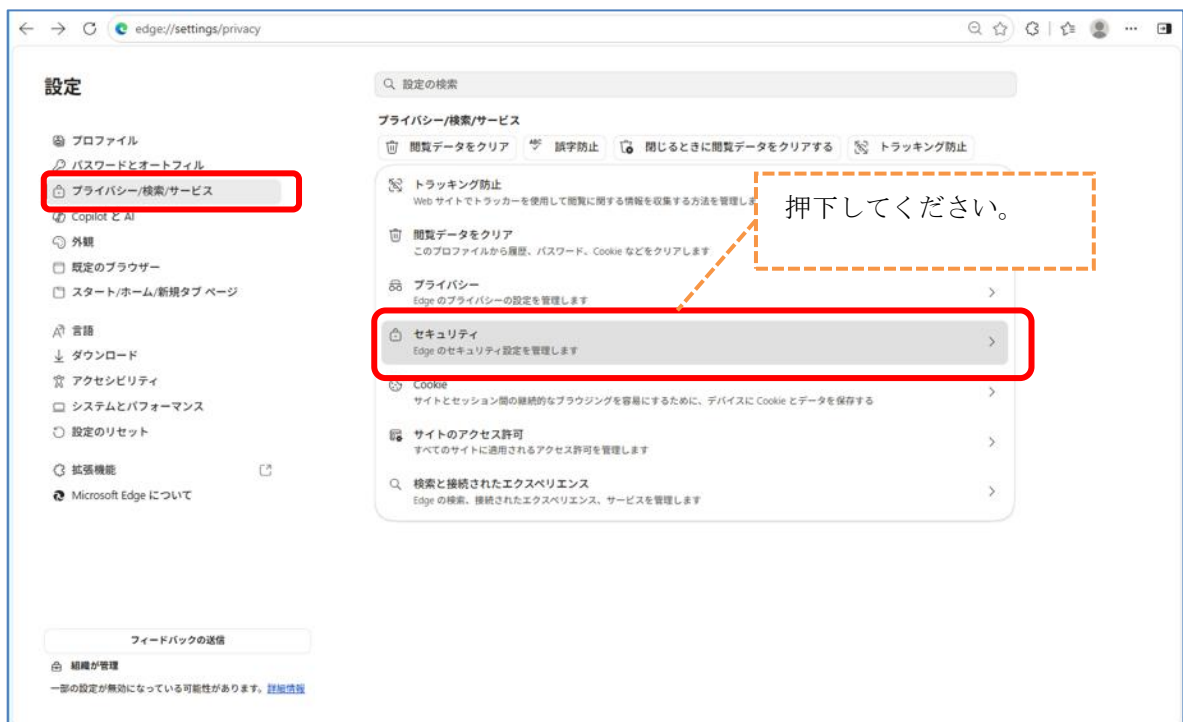 edge://settings/privacy
設定
設定の検索
プロファイル
パスワードとオートフィル
プライバシー/検索/サービス
Copilot と AI
外観
既定のブラウザー
スタート/ホーム/新規タブ ページ
言語
ダウンロード
アクセシビリティ
システムとパフォーマンス
設定のリセット
拡張機能
Microsoft Edge について
フィードバックの送信
組織が管理
一部の設定が無効になっている可能性があります。詳細情報
プライバシー/検索/サービス
閲覧データをクリア 誤字防止 閉じるときに閲覧データをクリアする トラッキング防止
トラッキング防止
Web サイトでトラッカーを使用して閲覧に関する情報を収集する方法を管理しま
閲覧データをクリア
このプロファイルから履歴、パスワード、Cookie などをクリアします
プライバシー
Edge のプライバシーの設定を管理します
セキュリティ
Edge のセキュリティ設定を管理します
Cookie
サイトとセッション間の継続的なブラウジングを容易にするために、デバイスに Cookie とデータを保存する
サイトのアクセス許可
すべてのサイトに適用されるアクセス許可を管理します
検索と接続されたエクスペリエンス
Edge の検索、接続されたエクスペリエンス、サービスを管理します
押下してください。